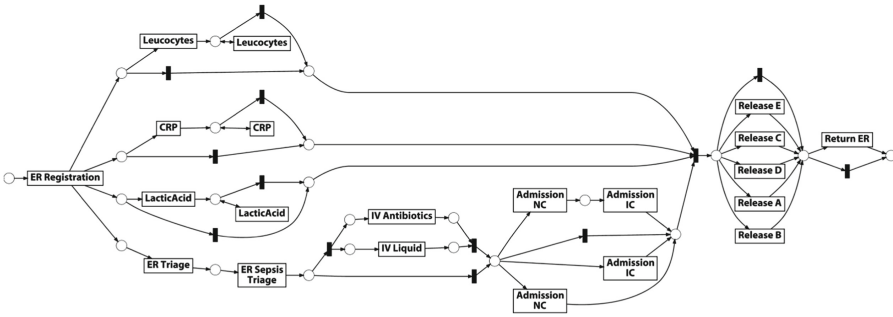 Leucocytes
Leucocytes
CRP
CRP
ER Registration
LacticAcid
LacticAcid
ER Triage
ER Sepsis
Triage
IV Antibiotics
IV Liquid
Admission
NC
Admission
IC
Admission
IC
Admission
NC
Release E
Release C
Release D
Release A
Release B
Return ER